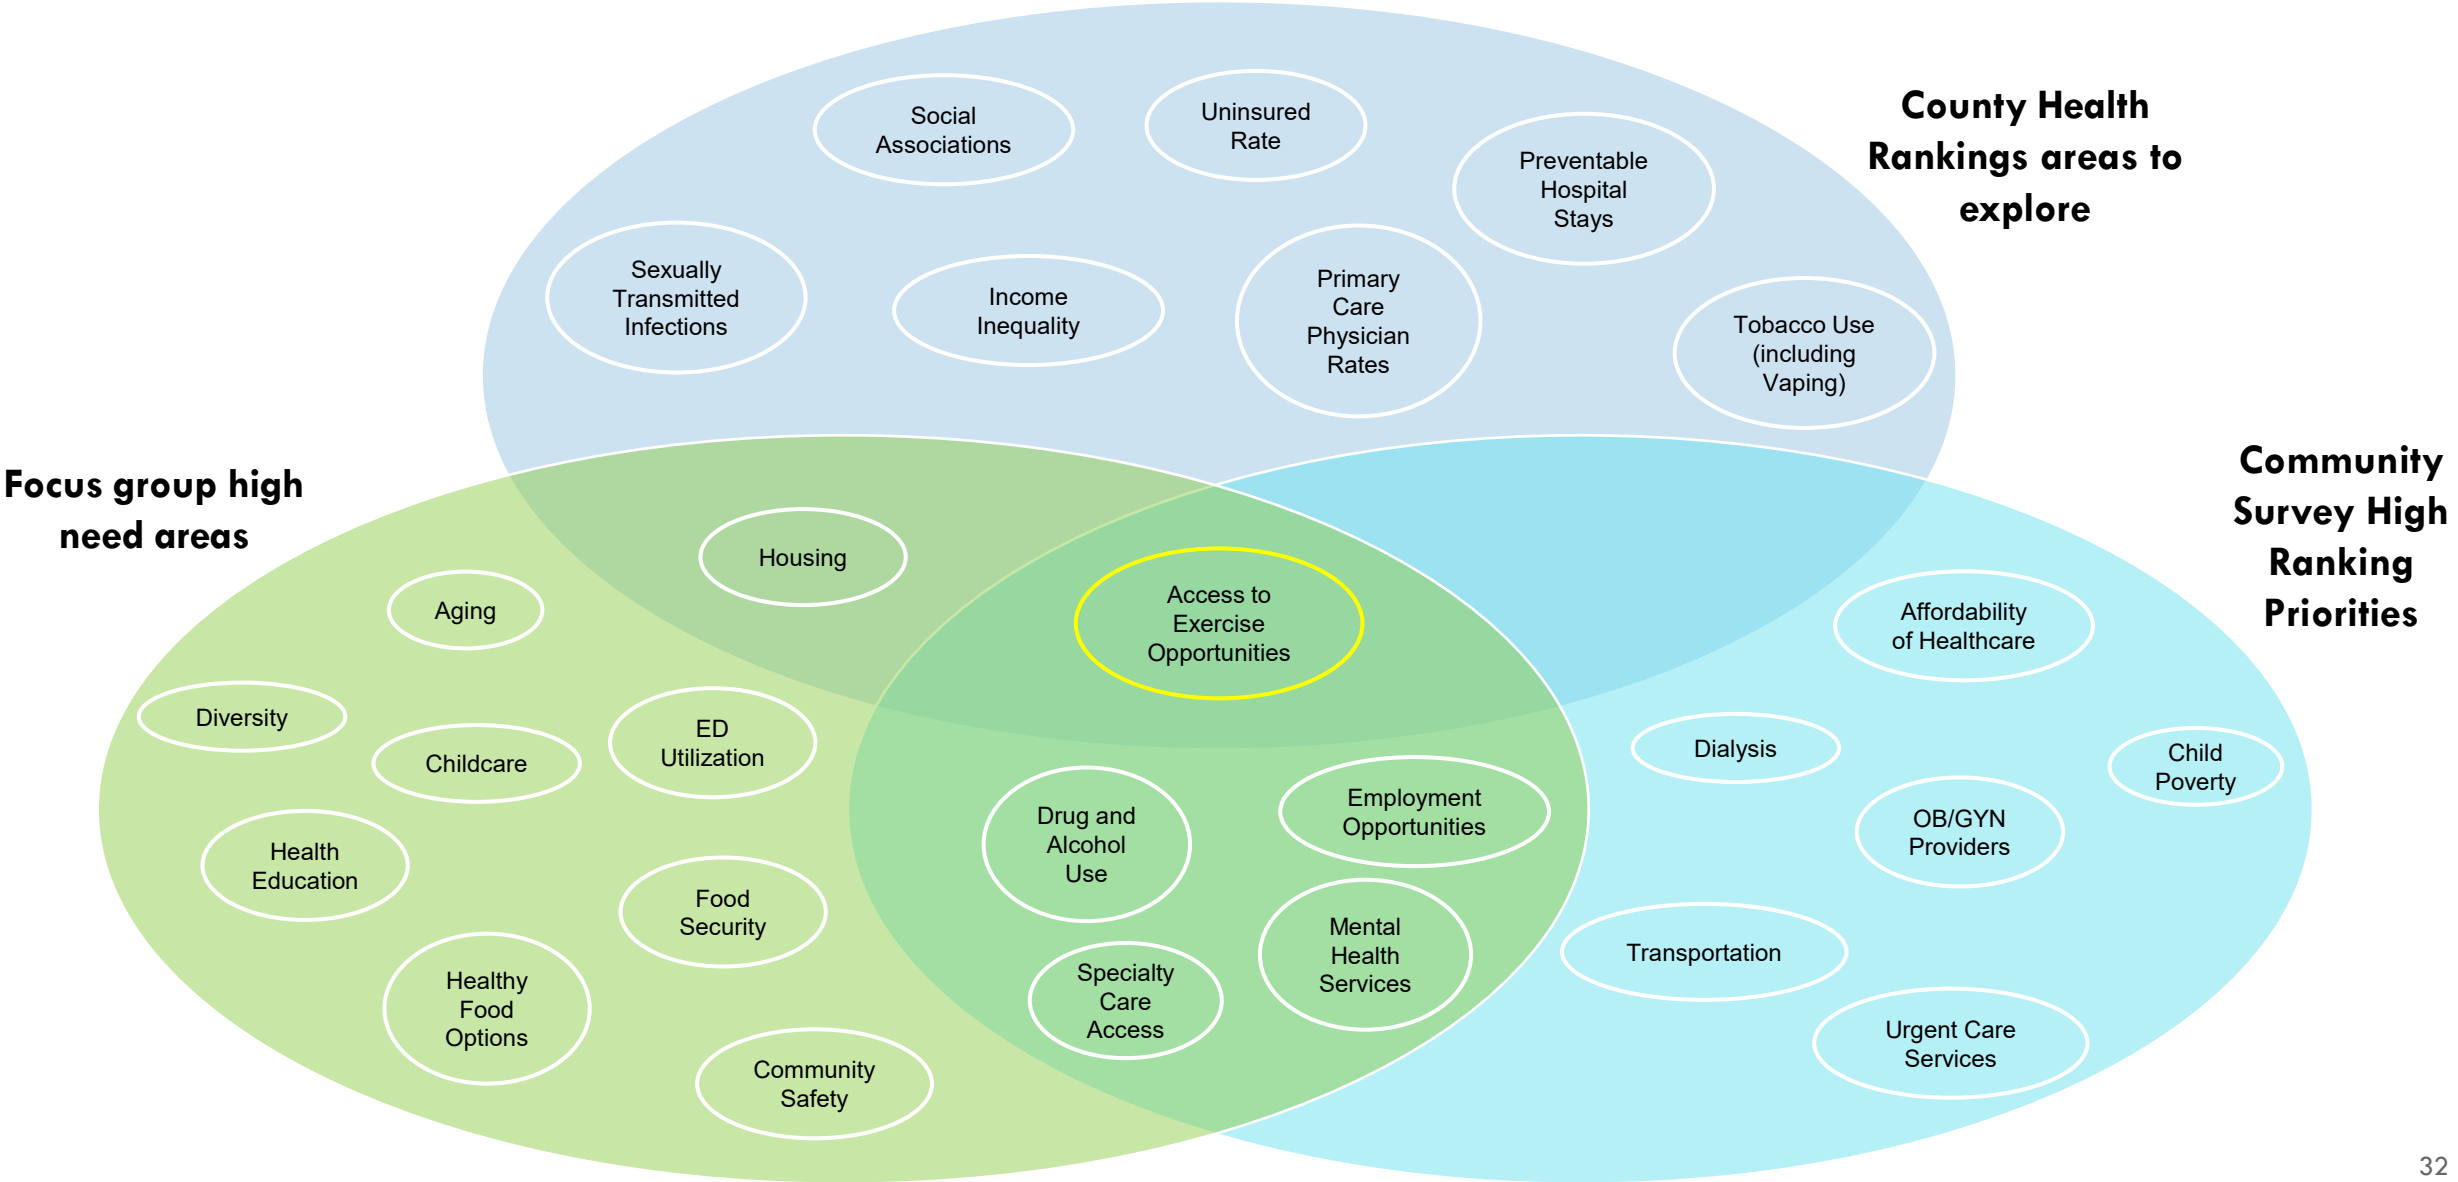 Social
Associations
Uninsured
Rate
Preventable
Hospital
Stays
County Health
Rankings areas to
explore
Sexually
Transmitted
Infections
Income
Inequality
Primary
Care
Physician
Rates
Tobacco Use
(including
Vaping)
Focus group high
need areas
Community
Survey High
Ranking
Priorities
Housing
Access to
Exercise
Opportunities
Aging
Affordability
of Healthcare
Diversity
Childcare
ED
Utilization
Dialysis
Child
Poverty
Health
Education
Drug and
Alcohol
Use
Employment
Opportunities
OB/GYN
Providers
Food
Security
Mental
Health
Services
Transportation
Healthy
Food
Options
Specialty
Care
Access
Urgent Care
Services
Community
Safety
32